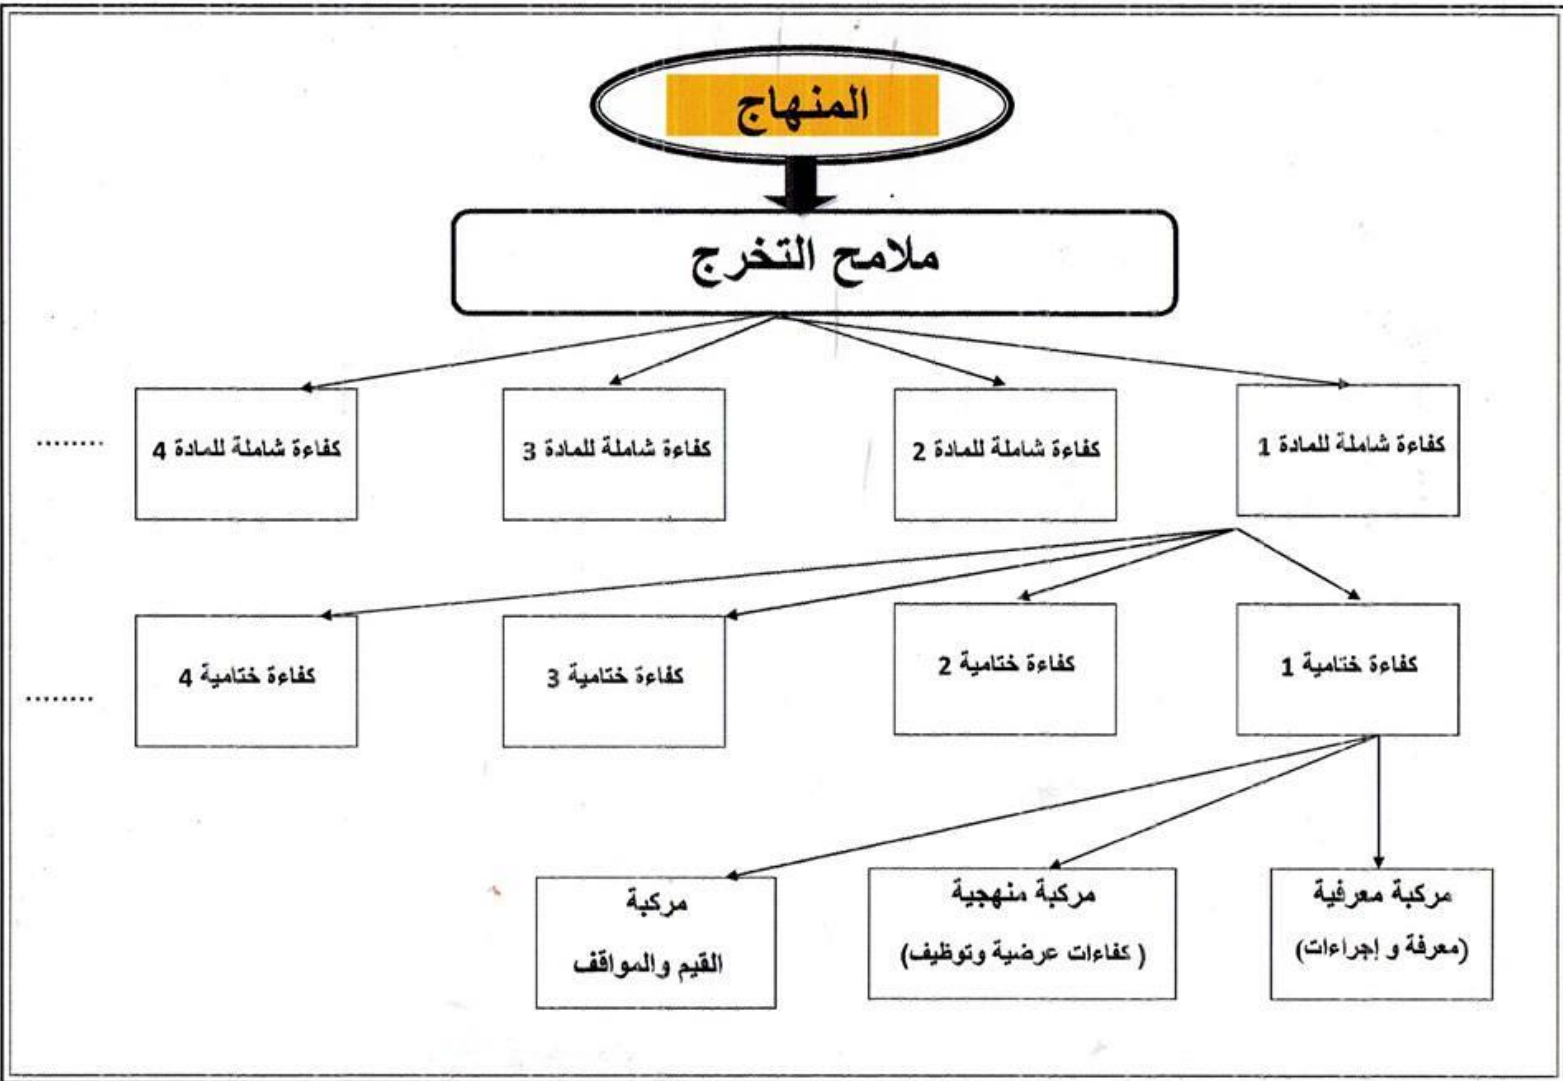 المنهاج
ملامح التخرج
كفاءة شاملة للمادة 1
كفاءة شاملة للمادة 2
كفاءة شاملة للمادة 3
كفاءة شاملة للمادة 4
........
كفاءة ختامية 1
كفاءة ختامية 2
كفاءة ختامية 3
كفاءة ختامية 4
........
مركبة معرفية
(معرفة و إجراءات)
مركبة منهجية
( كفاءات عرضية وتوظيف)
مركبة
القيم والمواقف